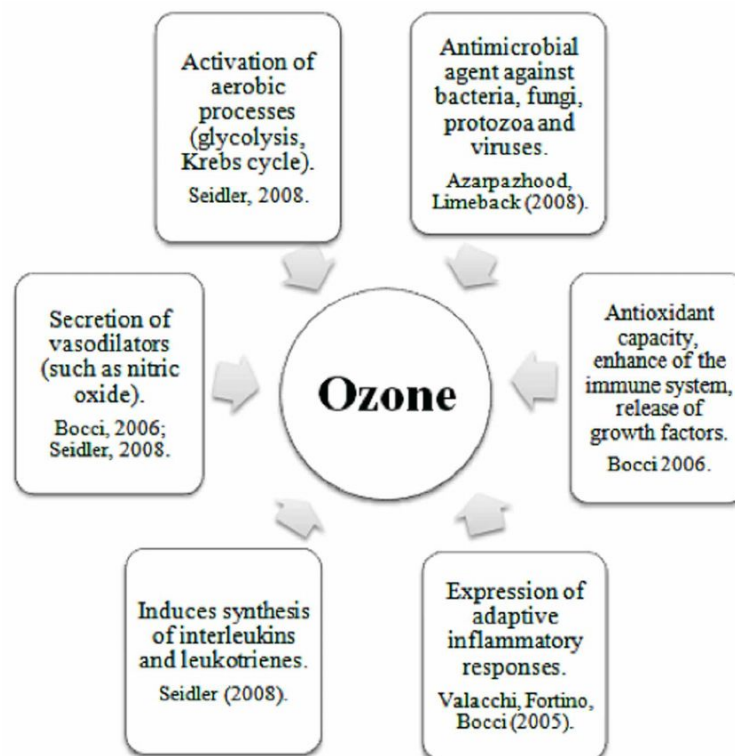 Activation of
aerobic
processes
(glycolysis,
Krebs cycle).
Seidler, 2008.
Antimicrobial
agent against
bacteria, fungi,
protozoa and
viruses.
Azarpazhood,
Limeback (2008).
Secretion of
vasodilators
(such as nitric
oxide).
Bocci, 2006;
Seidler, 2008.
Ozone
Antioxidant
capacity,
enhance of the
immune system,
release of
growth factors.
Bocci 2006.
Induces synthesis
of interleukins
and leukotrienes.
Seidler (2008).
Expression of
adaptive
inflammatory
responses.
Valacchi, Fortino,
Bocci (2005).